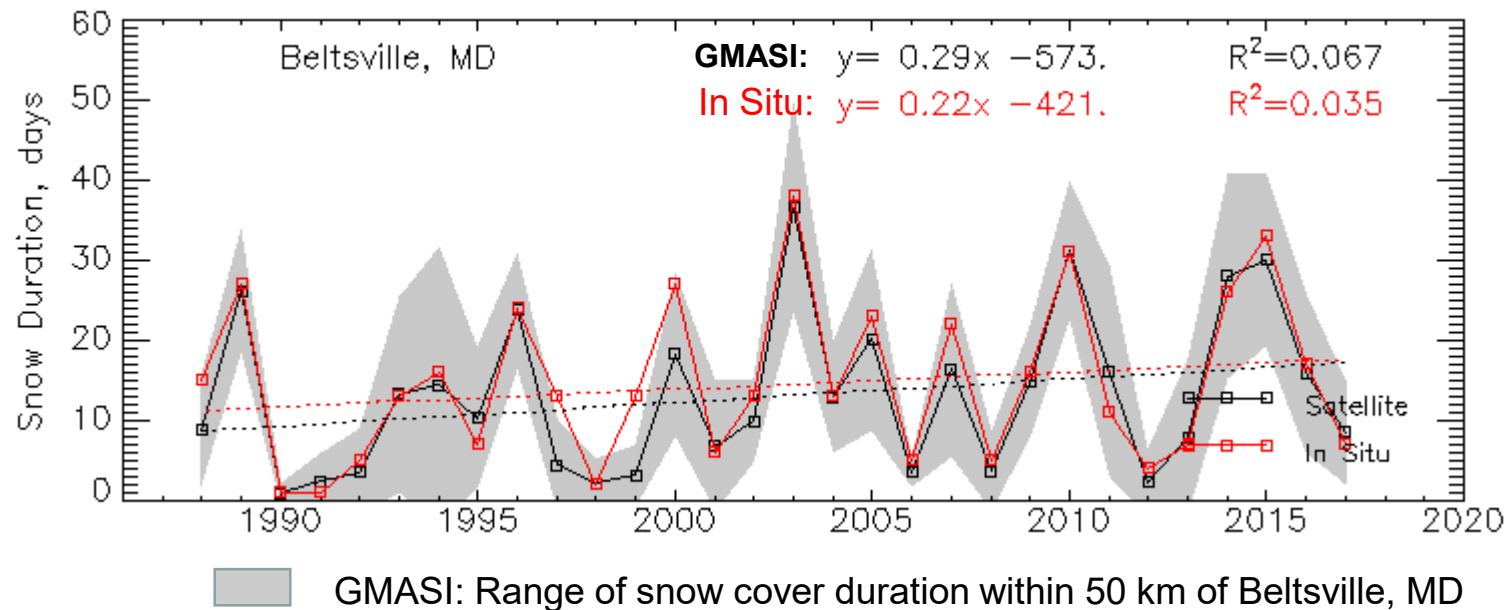 60
Beltsville, MD
GMASI: y= 0.29x −573. R²=0.067
In Situ: y= 0.22x −421. R²=0.035
50
40
30
20
10
0
Snow Duration, days
Satellite
In Situ
1990 1995 2000 2005 2010 2015 2020
GMASI: Range of snow cover duration within 50 km of Beltsville, MD